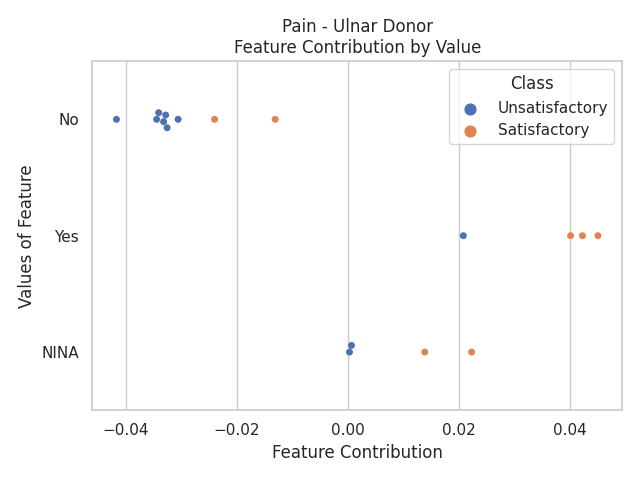 Pain - Ulnar Donor
Feature Contribution by Value
Class
Unsatisfactory
Satisfactory
No
Yes
NINA
Values of Feature
−0.04
−0.02
0.00
0.02
0.04
Feature Contribution